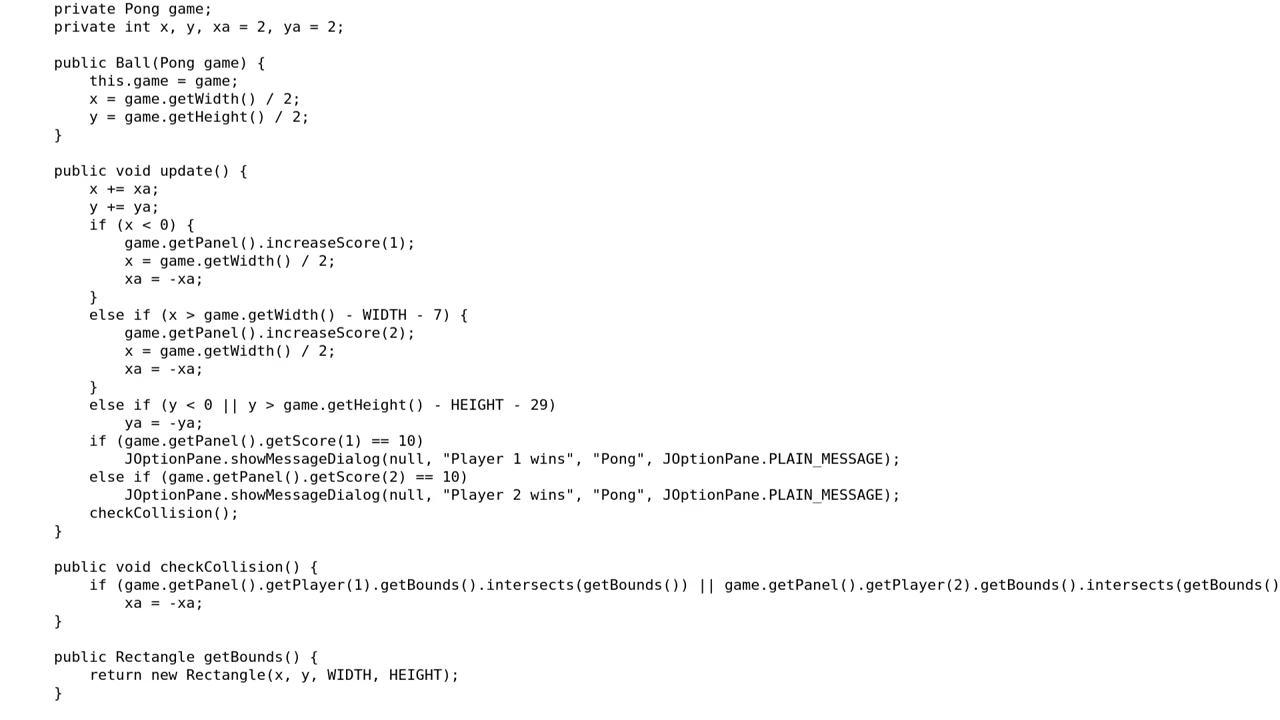 private Pong game;
private int x, y, xa = 2, ya = 2;
public Ball(Pong game) {
this.game = game;
x = game.getWidth() / 2;
y = game.getHeight() / 2;
}
public void update() {
x += xa;
y += ya;
if (x < 0) {
game.getPanel().increaseScore(1);
x = game.getWidth() / 2;
xa = -xa;
}
else if (x > game.getWidth() - WIDTH - 7) {
game.getPanel().increaseScore(2);
x = game.getWidth() / 2;
xa = -xa;
}
else if (y < 0 || y > game.getHeight() - HEIGHT - 29)
ya = -ya;
if (game.getPanel().getScore(1) == 10)
JOptionPane.showMessageDialog(null, "Player 1 wins", "Pong", JOptionPane.PLAIN_MESSAGE);
else if (game.getPanel().getScore(2) == 10)
JOptionPane.showMessageDialog(null, "Player 2 wins", "Pong", JOptionPane.PLAIN_MESSAGE);
checkCollision();
}
public void checkCollision() {
if (game.getPanel().getPlayer(1).getBounds().intersects(getBounds()) || game.getPanel().getPlayer(2).getBounds().intersects(getBounds()
xa = -xa;
}
public Rectangle getBounds() {
return new Rectangle(x, y, WIDTH, HEIGHT);
}